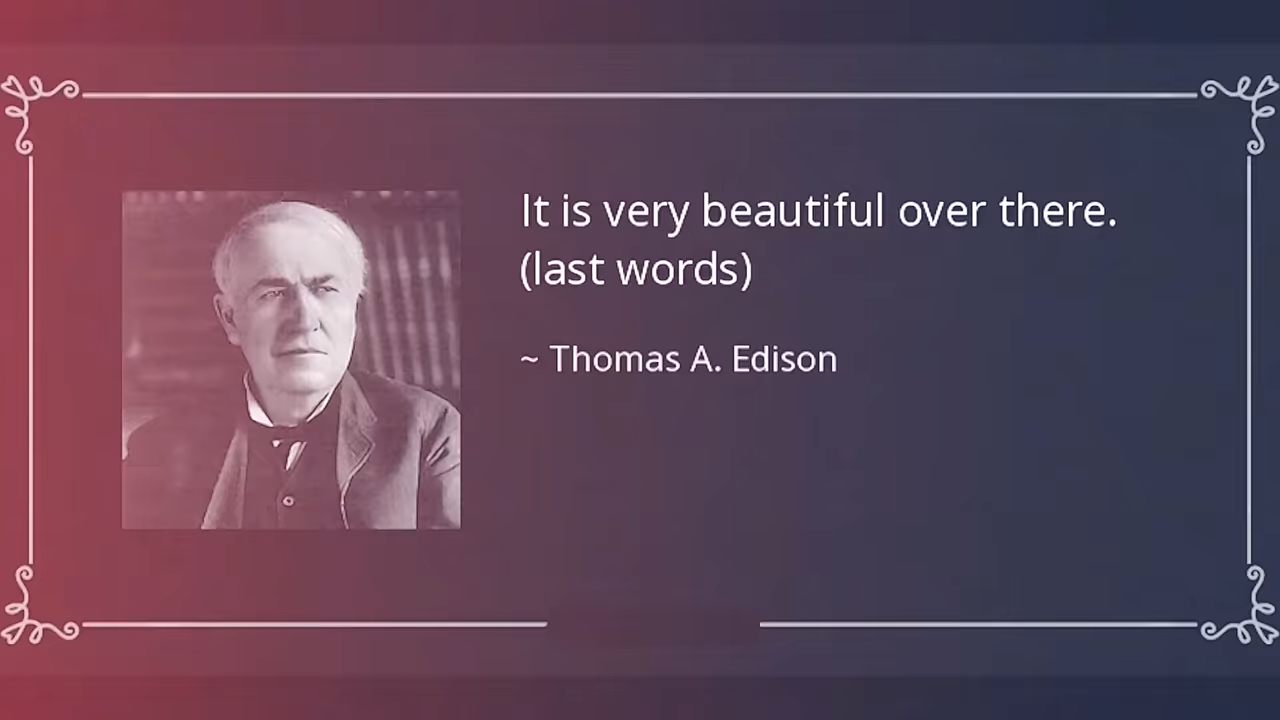 It is very beautiful over there.
(last words)
~ Thomas A. Edison